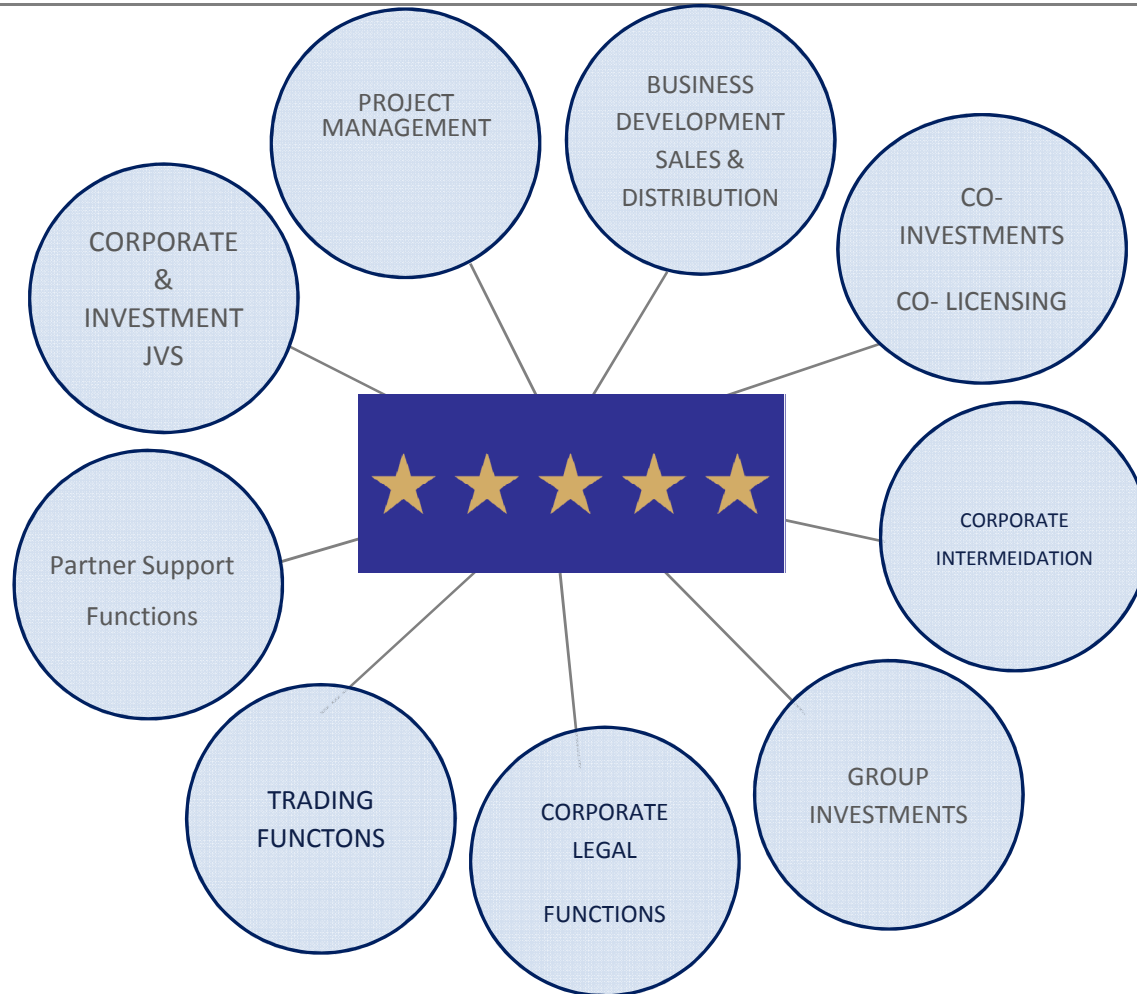 PROJECT
MANAGEMENT
BUSINESS
DEVELOPMENT
SALES &
DISTRIBUTION
CO-
INVESTMENTS
CO- LICENSING
CORPORATE
&
INVESTMENT
JVS
CORPORATE
INTERMEIDATION
Partner Support
Functions
GROUP
INVESTMENTS
TRADING
FUNCTONS
CORPORATE
LEGAL
FUNCTIONS